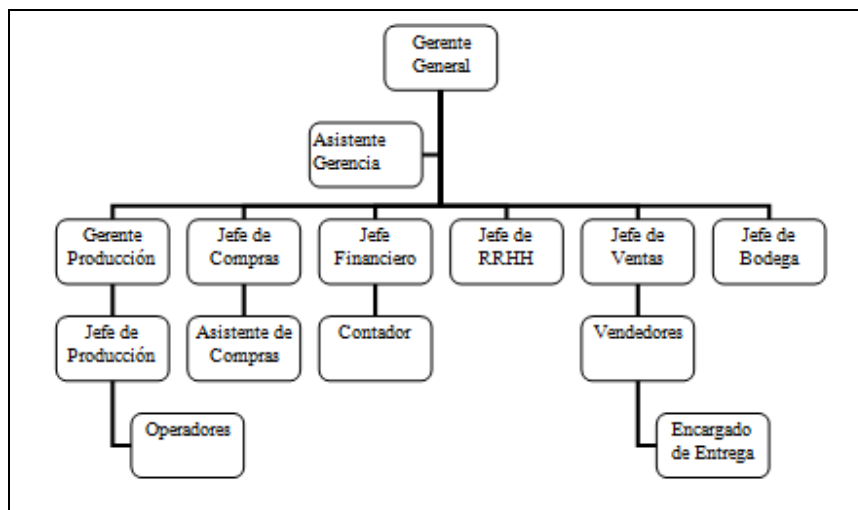 Gerente
General
Asistente
Gerencia
Gerente
Producción
Jefe de
Compras
Jefe
Financiero
Jefe de
RRHH
Jefe de
Ventas
Jefe de
Bodega
Jefe de
Producción
Asistente de
Compras
Contador
Vendedores
Operadores
Encargado
de Entrega